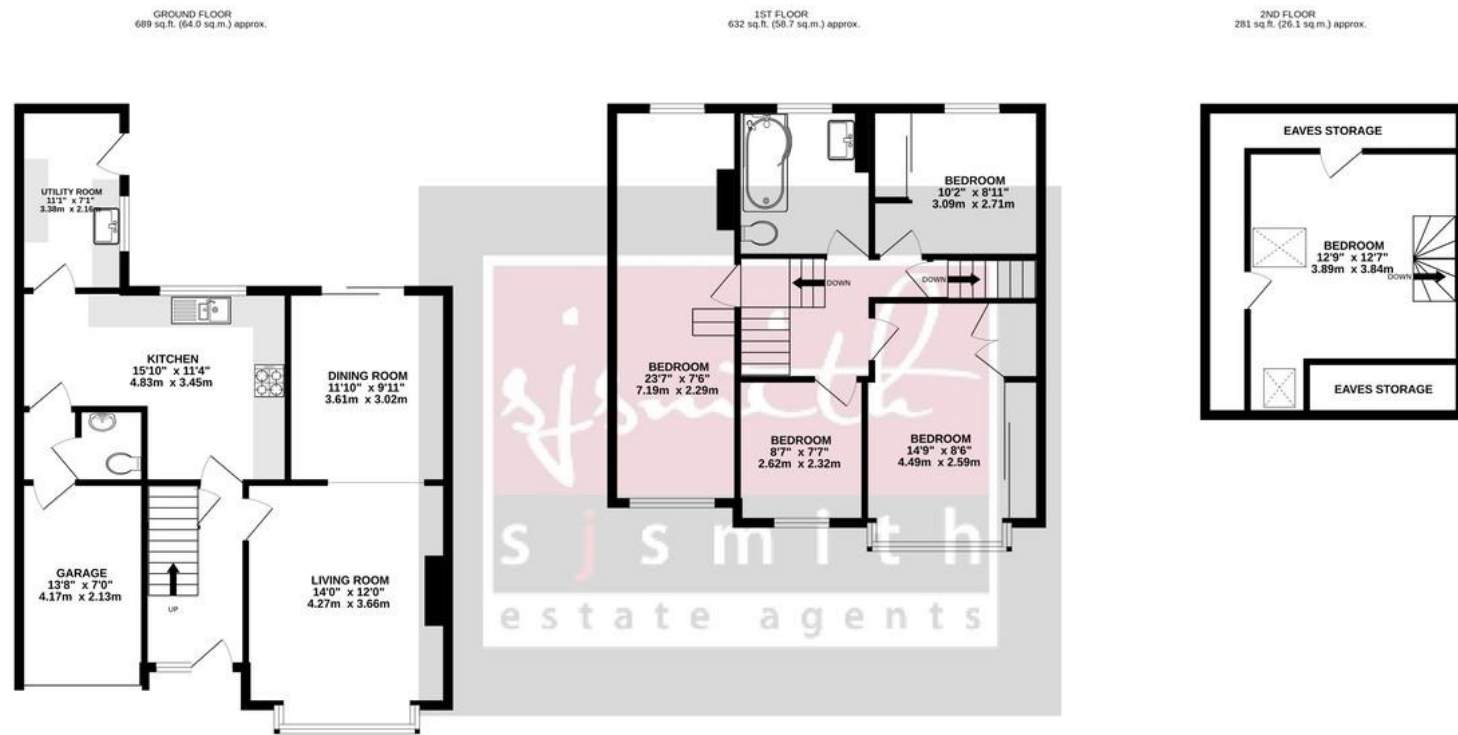 GROUND FLOOR
689 sq.ft. (64.0 sq.m.) approx.
UTILITY ROOM
11'1" x 7'1"
3.38m x 2.16m
KITCHEN
15'10" x 11'4"
4.83m x 3.45m
DINING ROOM
11'10" x 9'11"
3.61m x 3.02m
GARAGE
13'8" x 7'0"
4.17m x 2.13m
UP
LIVING ROOM
14'0" x 12'0"
4.27m x 3.66m
1ST FLOOR
632 sq.ft. (58.7 sq.m.) approx.
BEDROOM
10'2" x 8'11"
3.09m x 2.71m
DOWN
DOWN
BEDROOM
23'7" x 7'6"
7.19m x 2.29m
BEDROOM
8'7" x 7'7"
2.62m x 2.32m
BEDROOM
14'9" x 8'6"
4.49m x 2.59m
sjsmith
sjsmith
estate agents
2ND FLOOR
281 sq.ft. (26.1 sq.m.) approx.
EAVES STORAGE
BEDROOM
12'9" x 12'7"
3.89m x 3.84m
DOWN
EAVES STORAGE